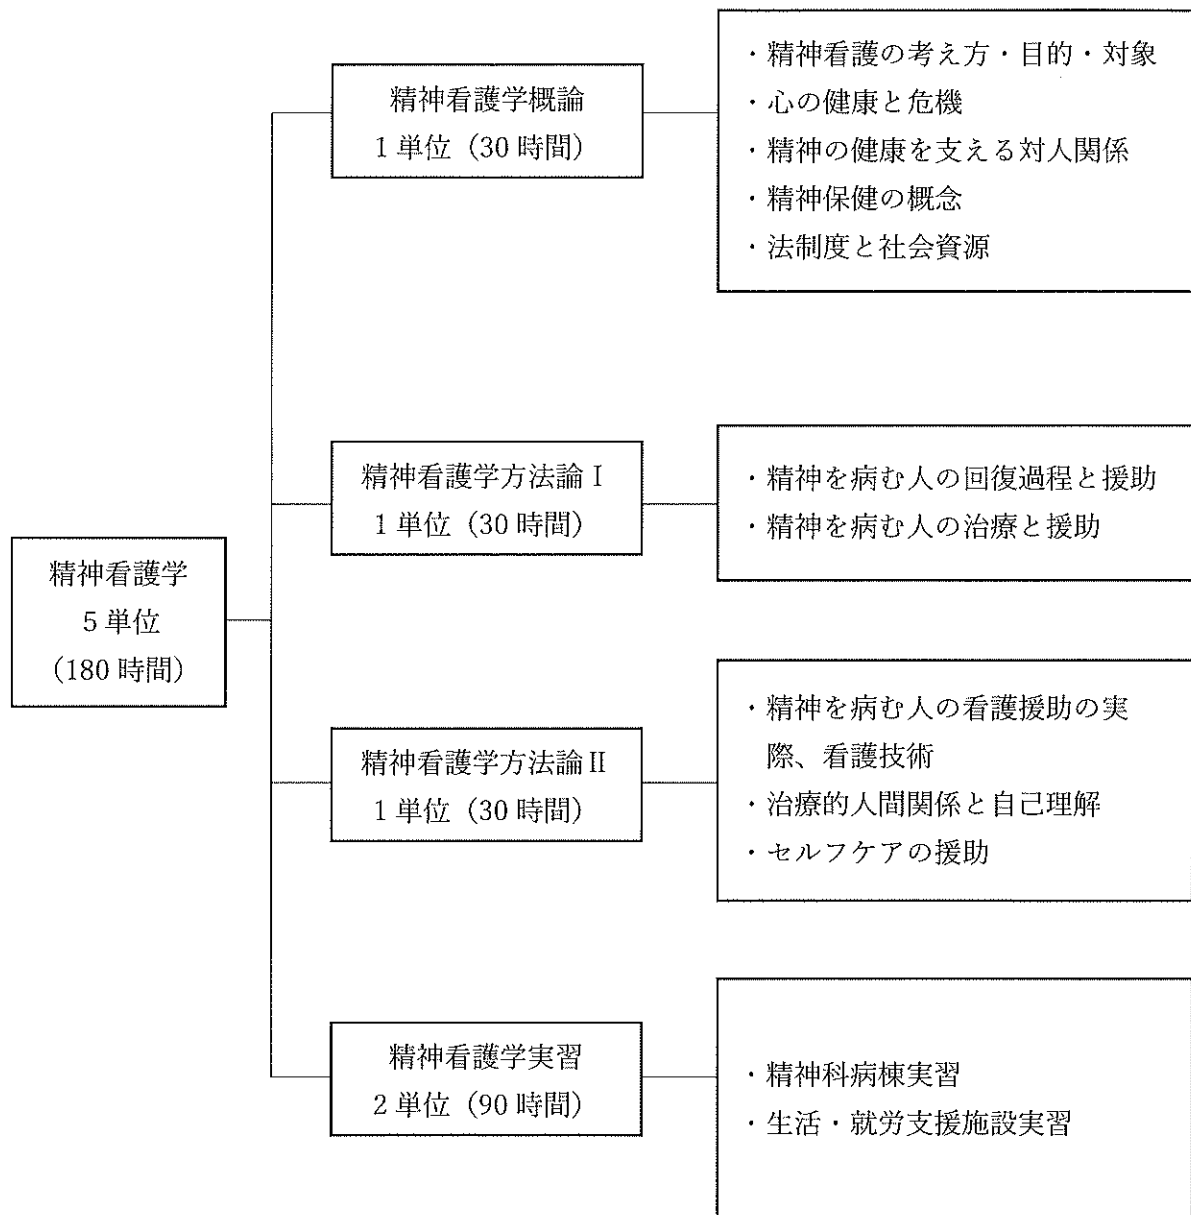 精神看護学
5単位
（180時間）
精神看護学概論
1単位（30時間）
・精神看護の考え方・目的・対象
・心の健康と危機
・精神の健康を支える対人関係
・精神保健の概念
・法制度と社会資源
精神看護学方法論Ⅰ
1単位（30時間）
・精神を病む人の回復過程と援助
・精神を病む人の治療と援助
精神看護学方法論Ⅱ
1単位（30時間）
・精神を病む人の看護援助の実
際、看護技術
・治療的人間関係と自己理解
・セルフケアの援助
精神看護学実習
2単位（90時間）
・精神科病棟実習
・生活・就労支援施設実習